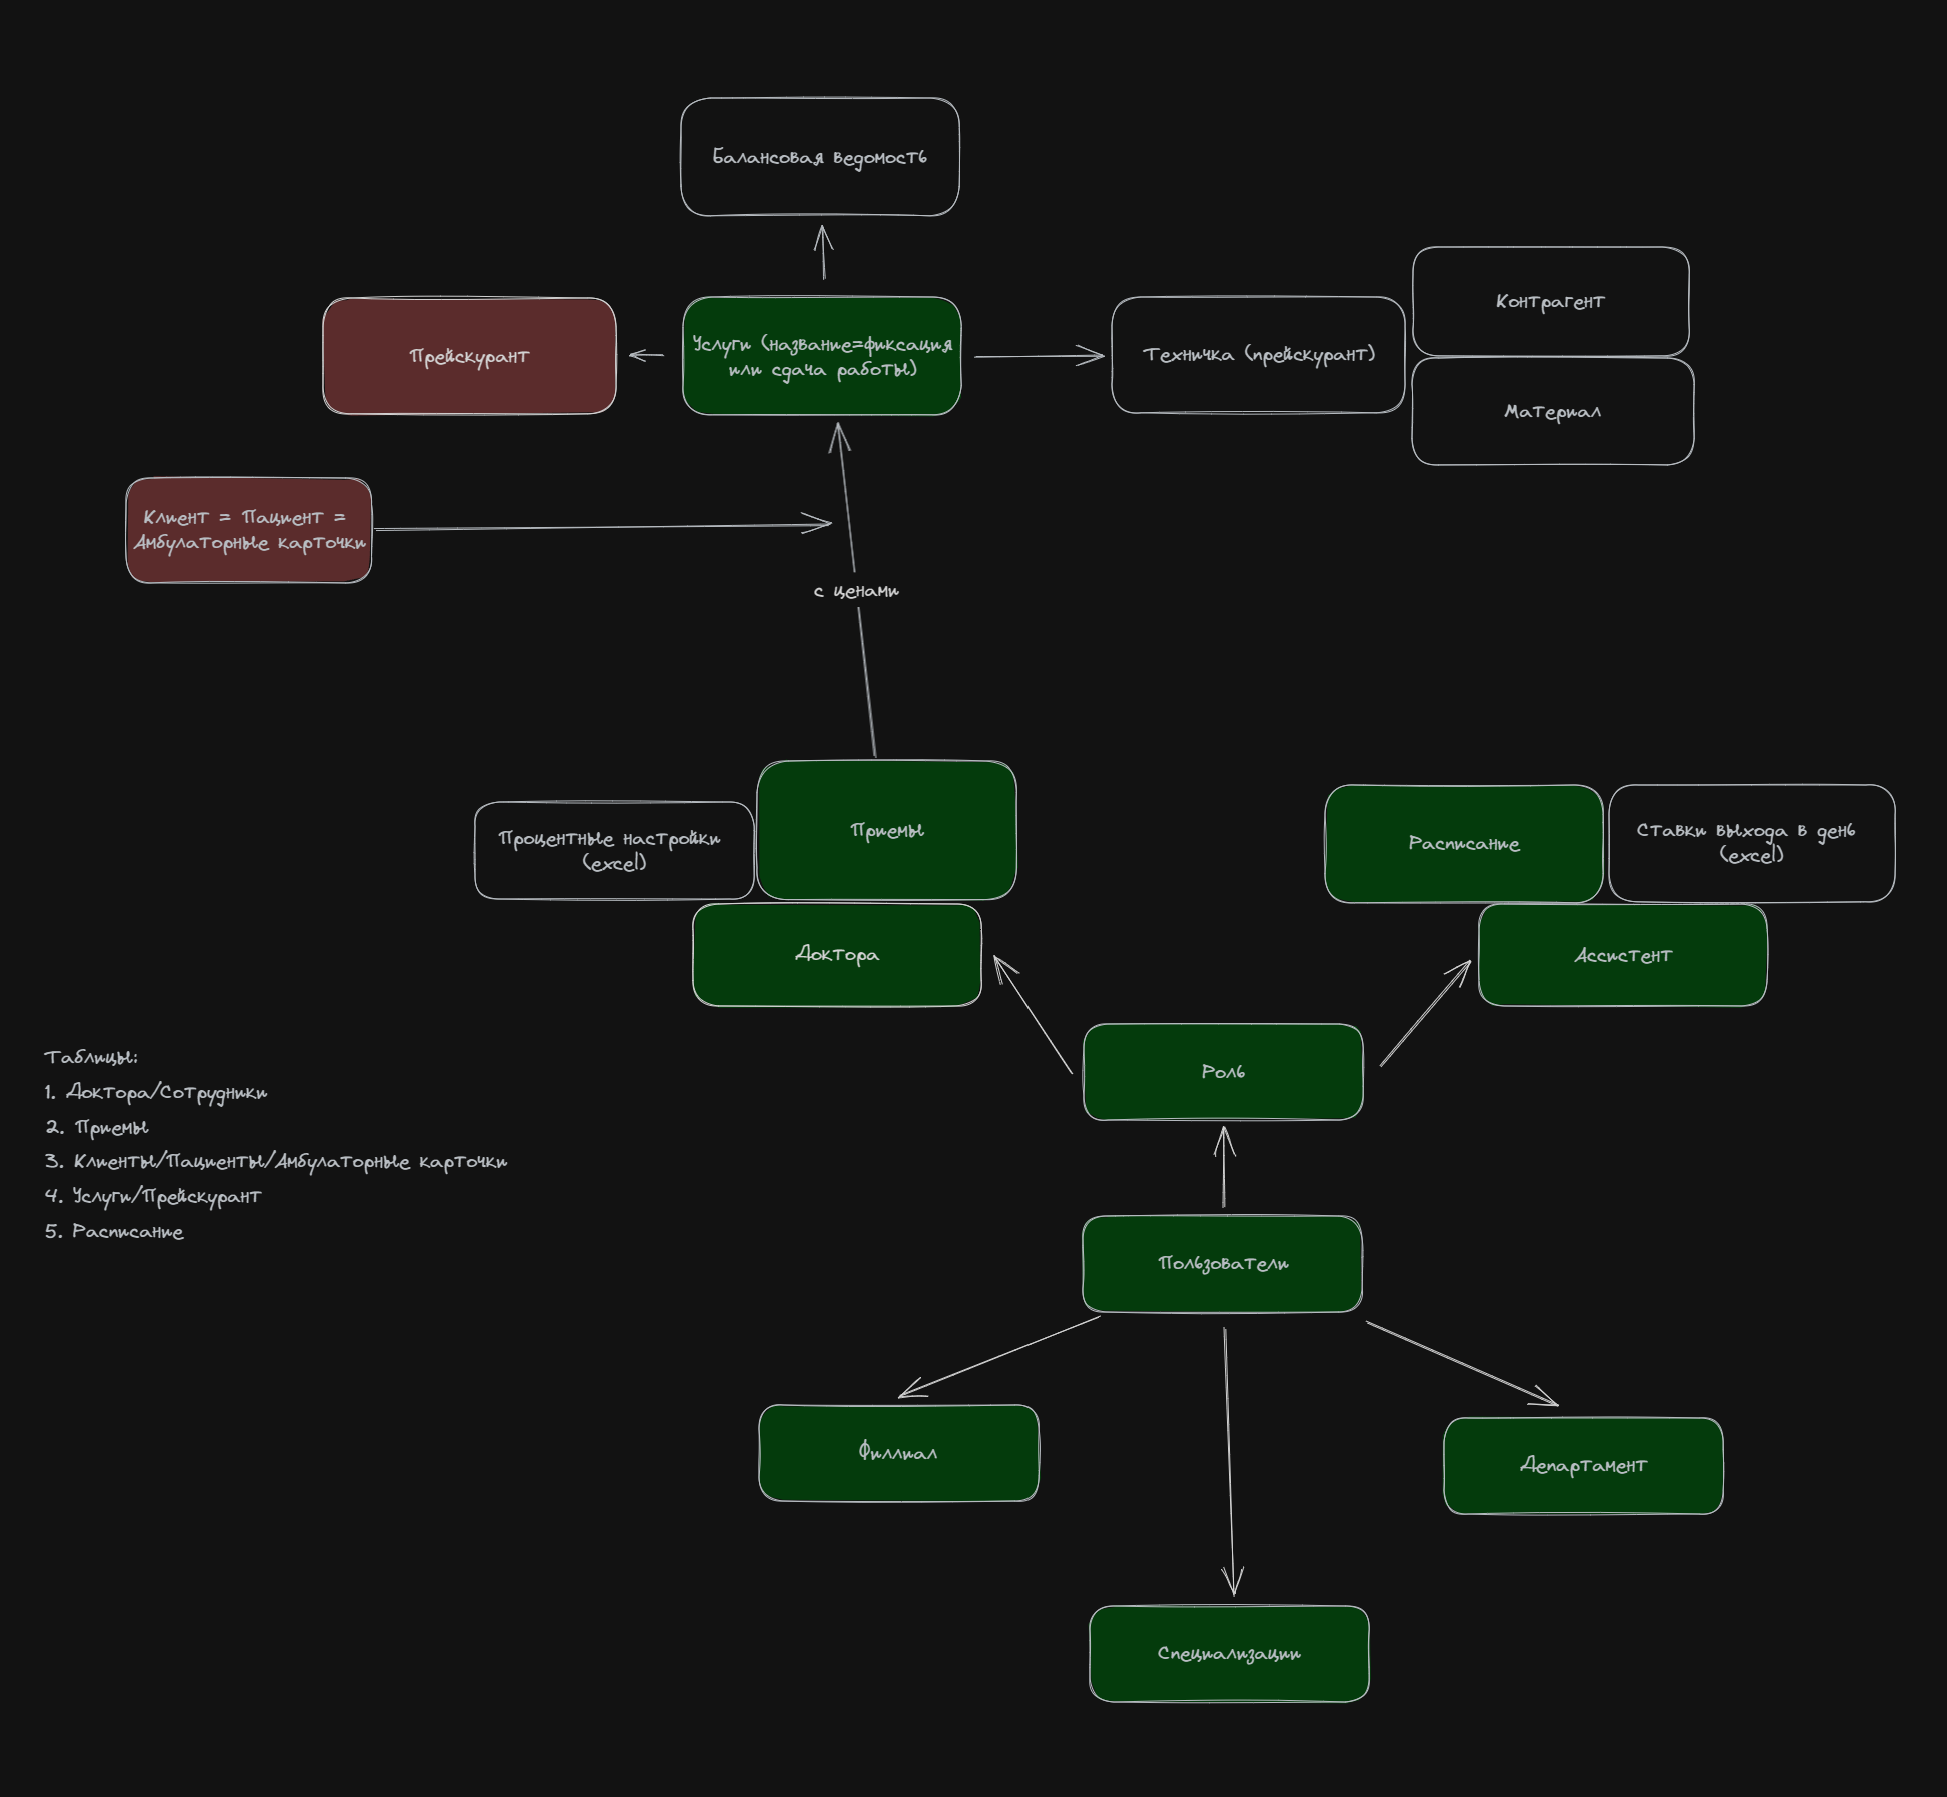 Балансовая ведомость
Прейскурант
Услуги (название=фиксация
или сдача работы)
Техничка (прейскурант)
Контрагент
Материал
Клиент = Пациент =
Амбулаторные карточки
с ценами
Процентные настройки
(excel)
Приемы
Доктора
Расписание
Ставки выхода в день
(excel)
Ассистент
Роль
Таблицы:
1. Доктора/Сотрудники
2. Приемы
3. Клиенты/Пациенты/Амбулаторные карточки
4. Услуги/Прейскурант
5. Расписание
Пользователи
Филлиал
Департамент
Специализации